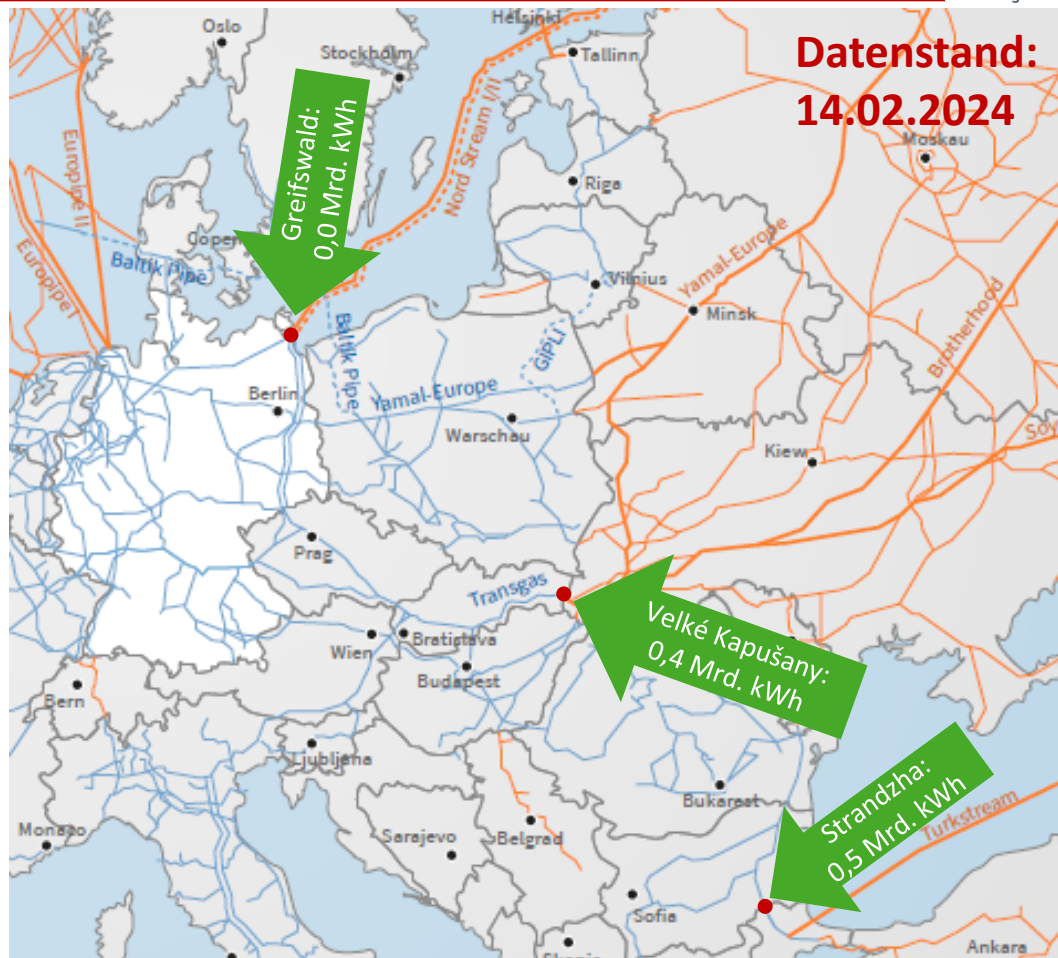 Oslo
Helsinki
Stockholm
Tallinn
Datenstand:
14.02.2024
Moskau
Europipe II
Greifswald:
0,0 Mrd. kWh
Nord Stream I/II
Riga
Copen
Baltik Pipe
Europipe I
Vilnius
Yamal-Europe
Minsk
Brotherhood
Baltik Pipe
GIPLi
Berlin
Yamal-Europe
Warschau
Kiew
Soy
Prag
Transgas
Velké Kapušany:
0,4 Mrd. kWh
Wien
Bratislava
Budapest
Bern
Ljubljana
Bukarest
Strandzha:
0,5 Mrd. kWh
Turkstream
Monaco
Sarajevo
Belgrad
Sofia
Ankara